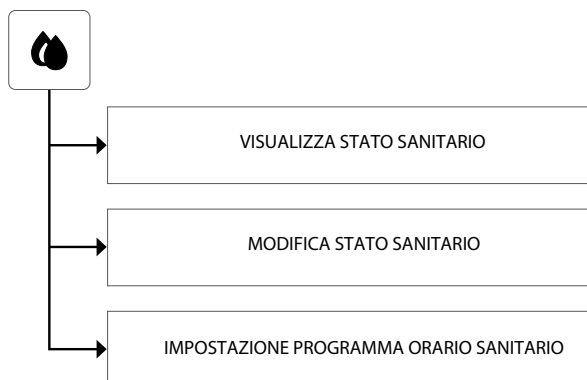 VISUALIZZA STATO SANITARIO
MODIFICA STATO SANITARIO
IMPOSTAZIONE PROGRAMMA ORARIO SANITARIO